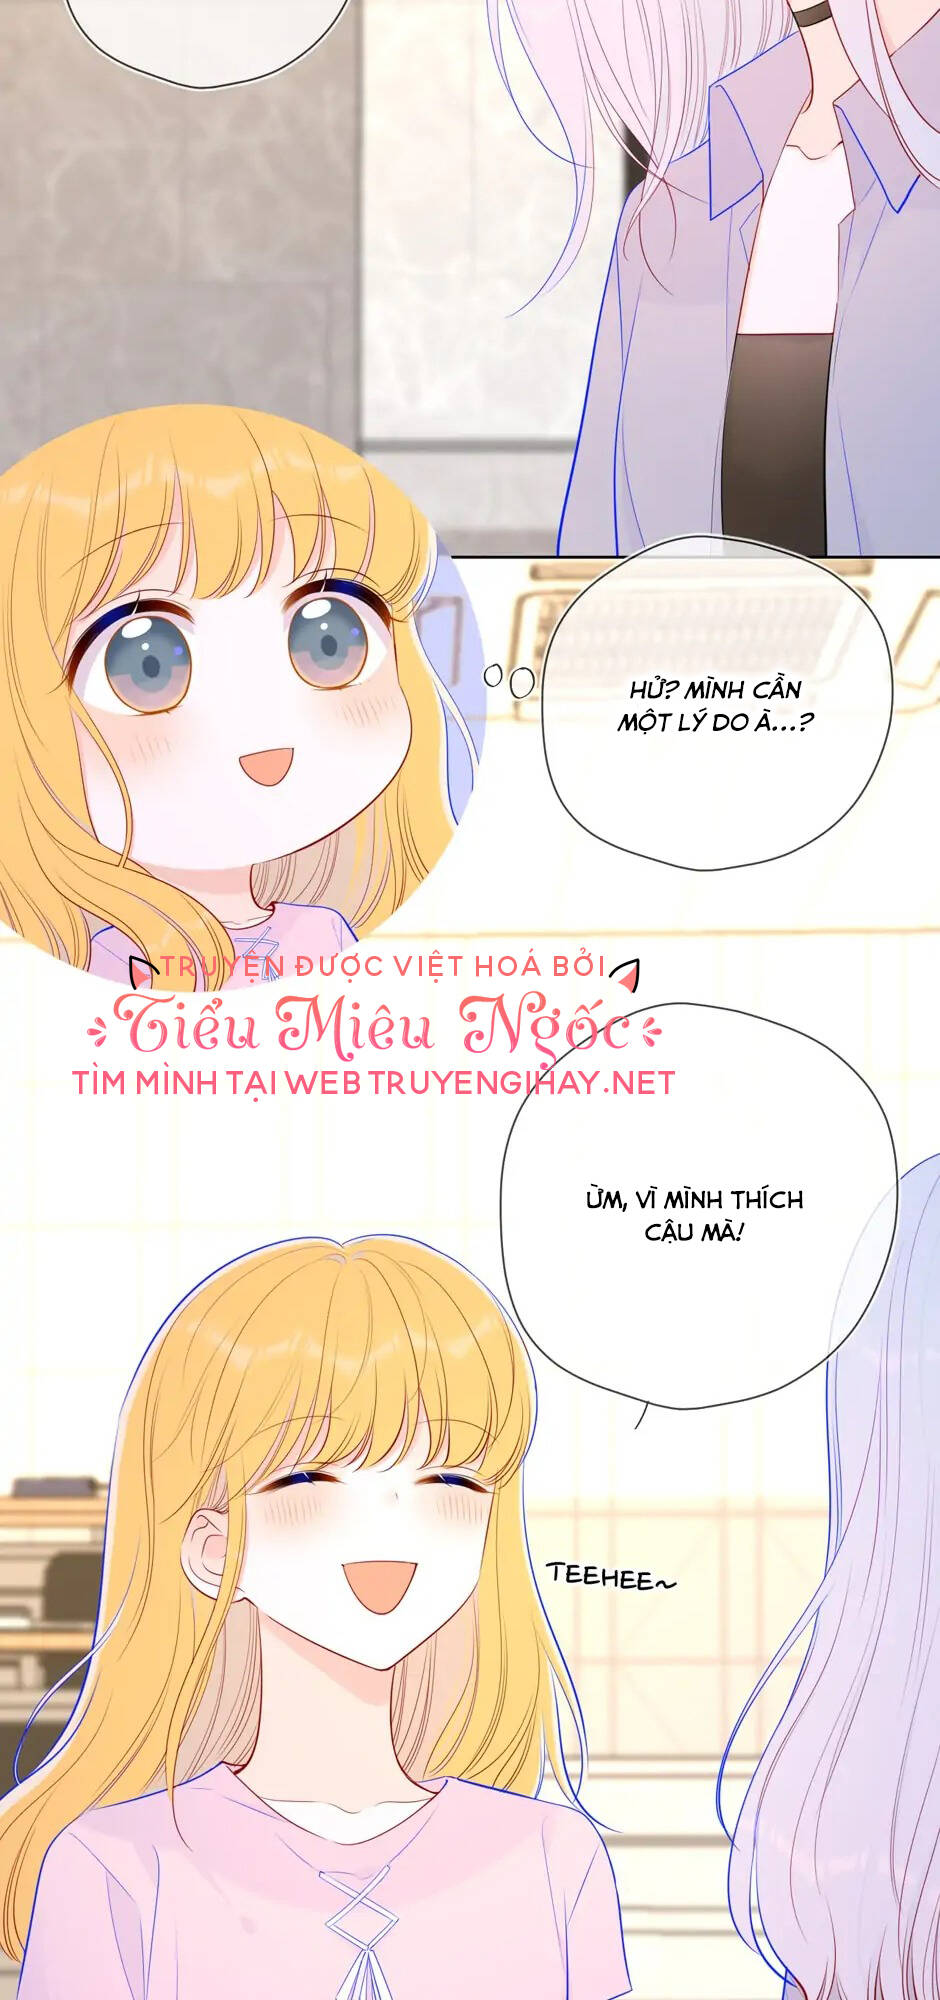 HỬ? MÌNH CẦN
MỘT LÝ DO À...?
TRUYỆN ĐƯỢC VIỆT HOÁ BỞI
Tiểu Miêu Ngốc
TÌM MÌNH TẠI WEB TRUYENGIHAY.NET
ỪM, VÌ MÌNH THÍCH
CẬU MÀ!
TEEHEE~